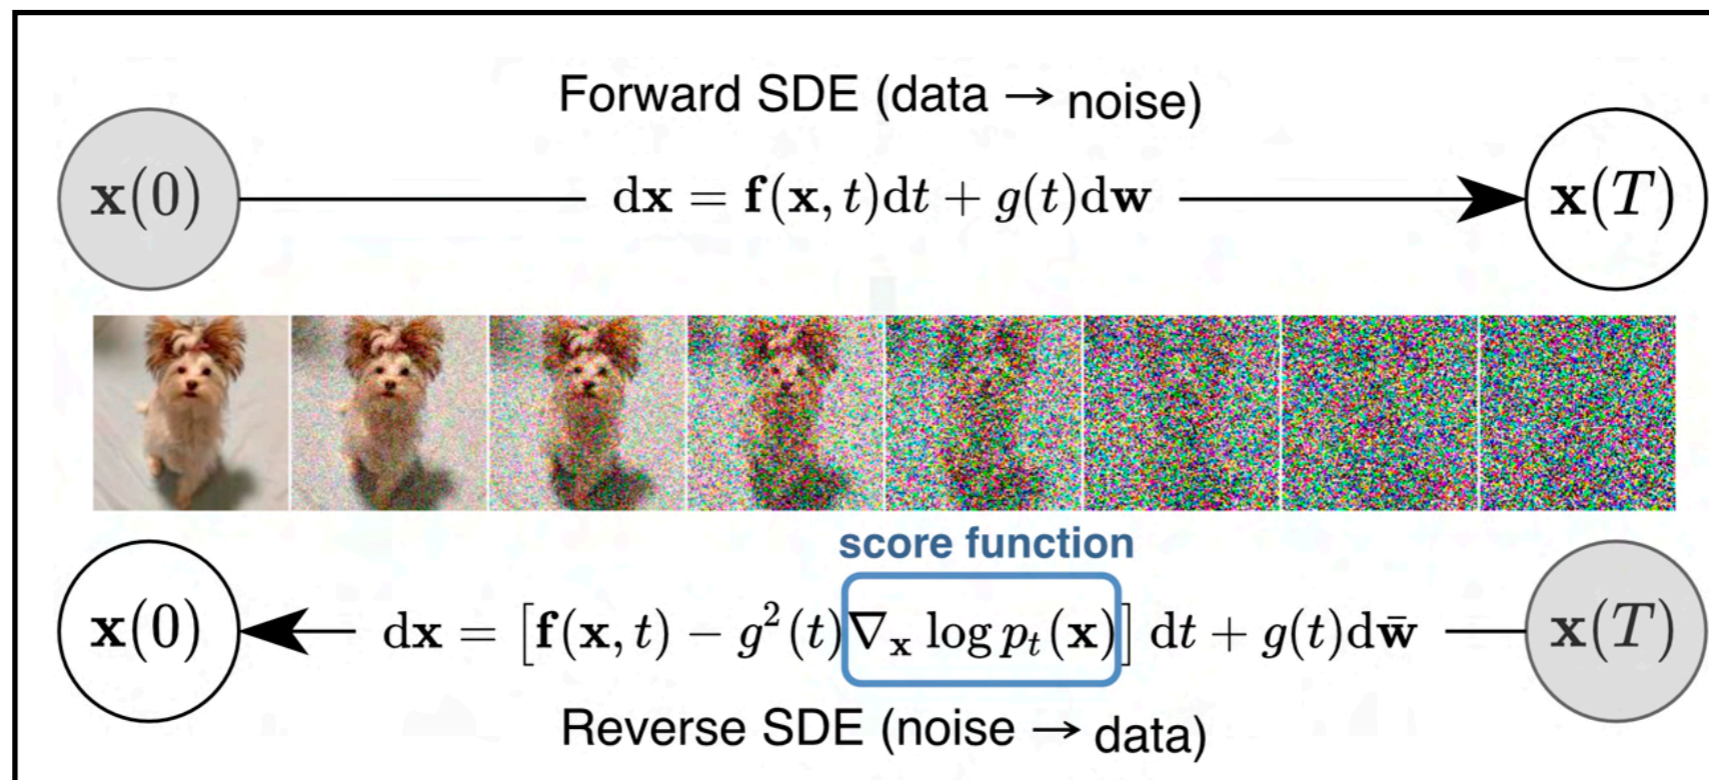 Forward SDE (data → noise)
x(0) dx = f(x, t)dt + g(t)dw x(T)
score function
x(0) dx = [f(x, t) − g²(t)∇ₓ log pₜ(x)] dt + g(t)dw̄ x(T)
Reverse SDE (noise → data)